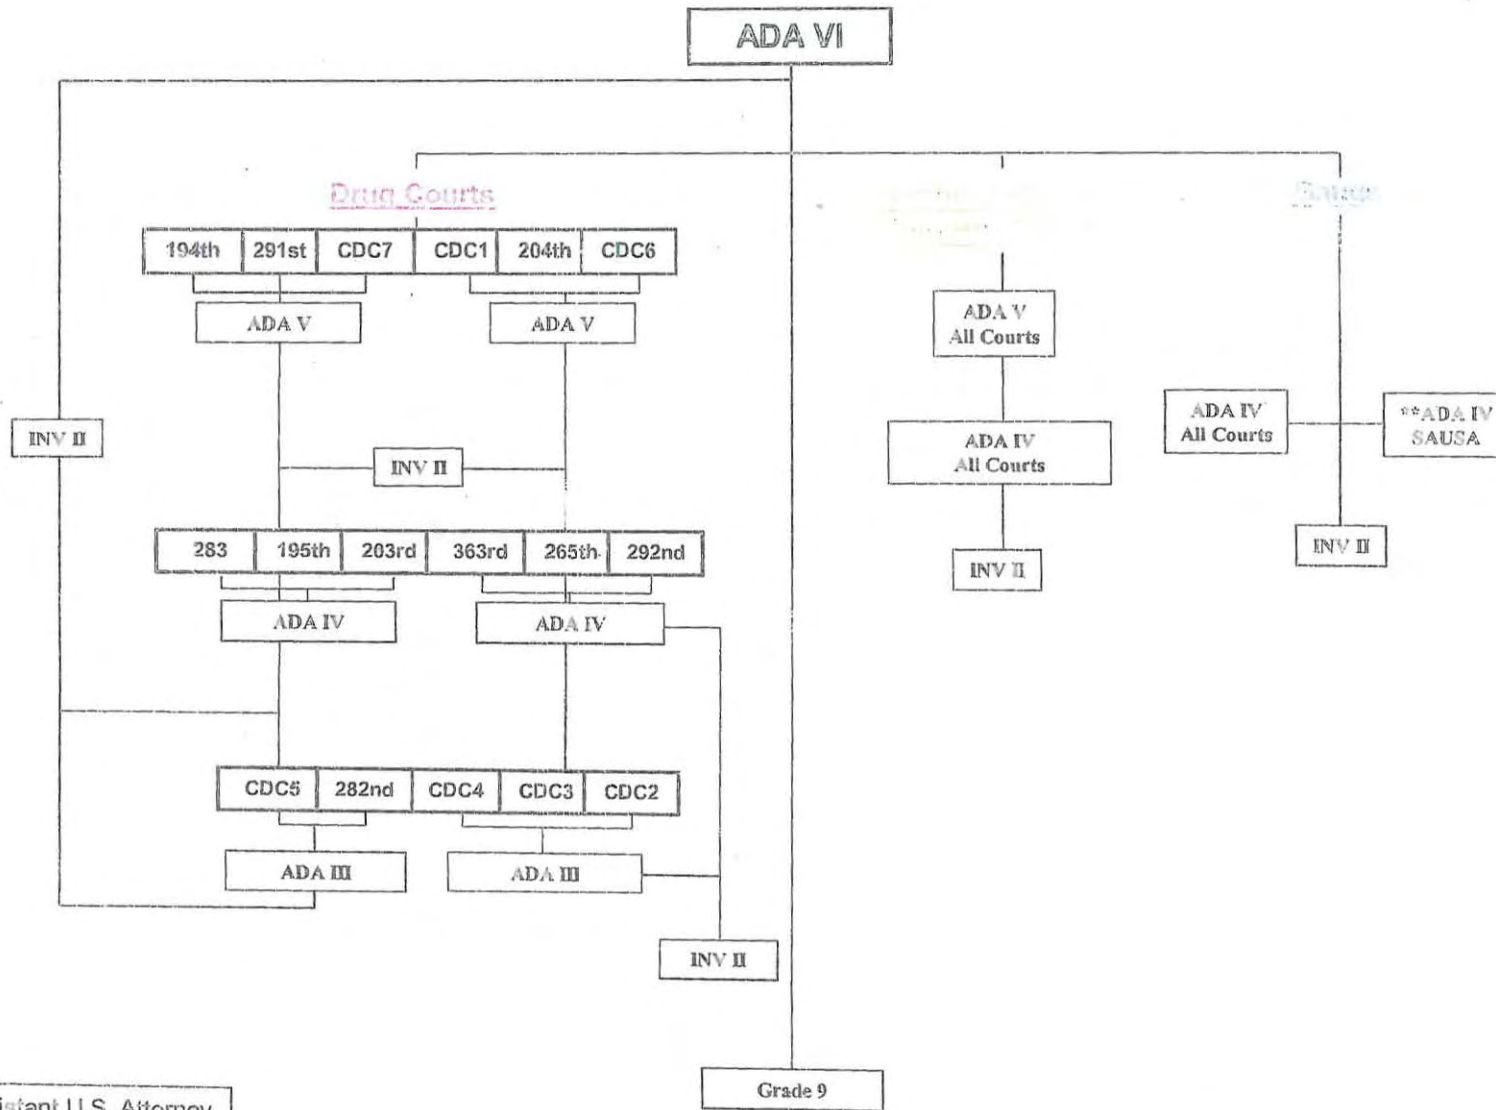 ADA VI
Drug Courts
194th 291st CDC7 CDC1 204th CDC6
ADA V
ADA V
ADA V
All Courts
ADA IV
All Courts
**ADA IV
SAUSA
INV II
INV II
ADA IV
All Courts
INV II
INV II
283 195th 203rd 363rd 265th 292nd
ADA IV
ADA IV
CDC5 282nd CDC4 CDC3 CDC2
ADA III
ADA III
INV II
Grade 9
U.S. Attorney